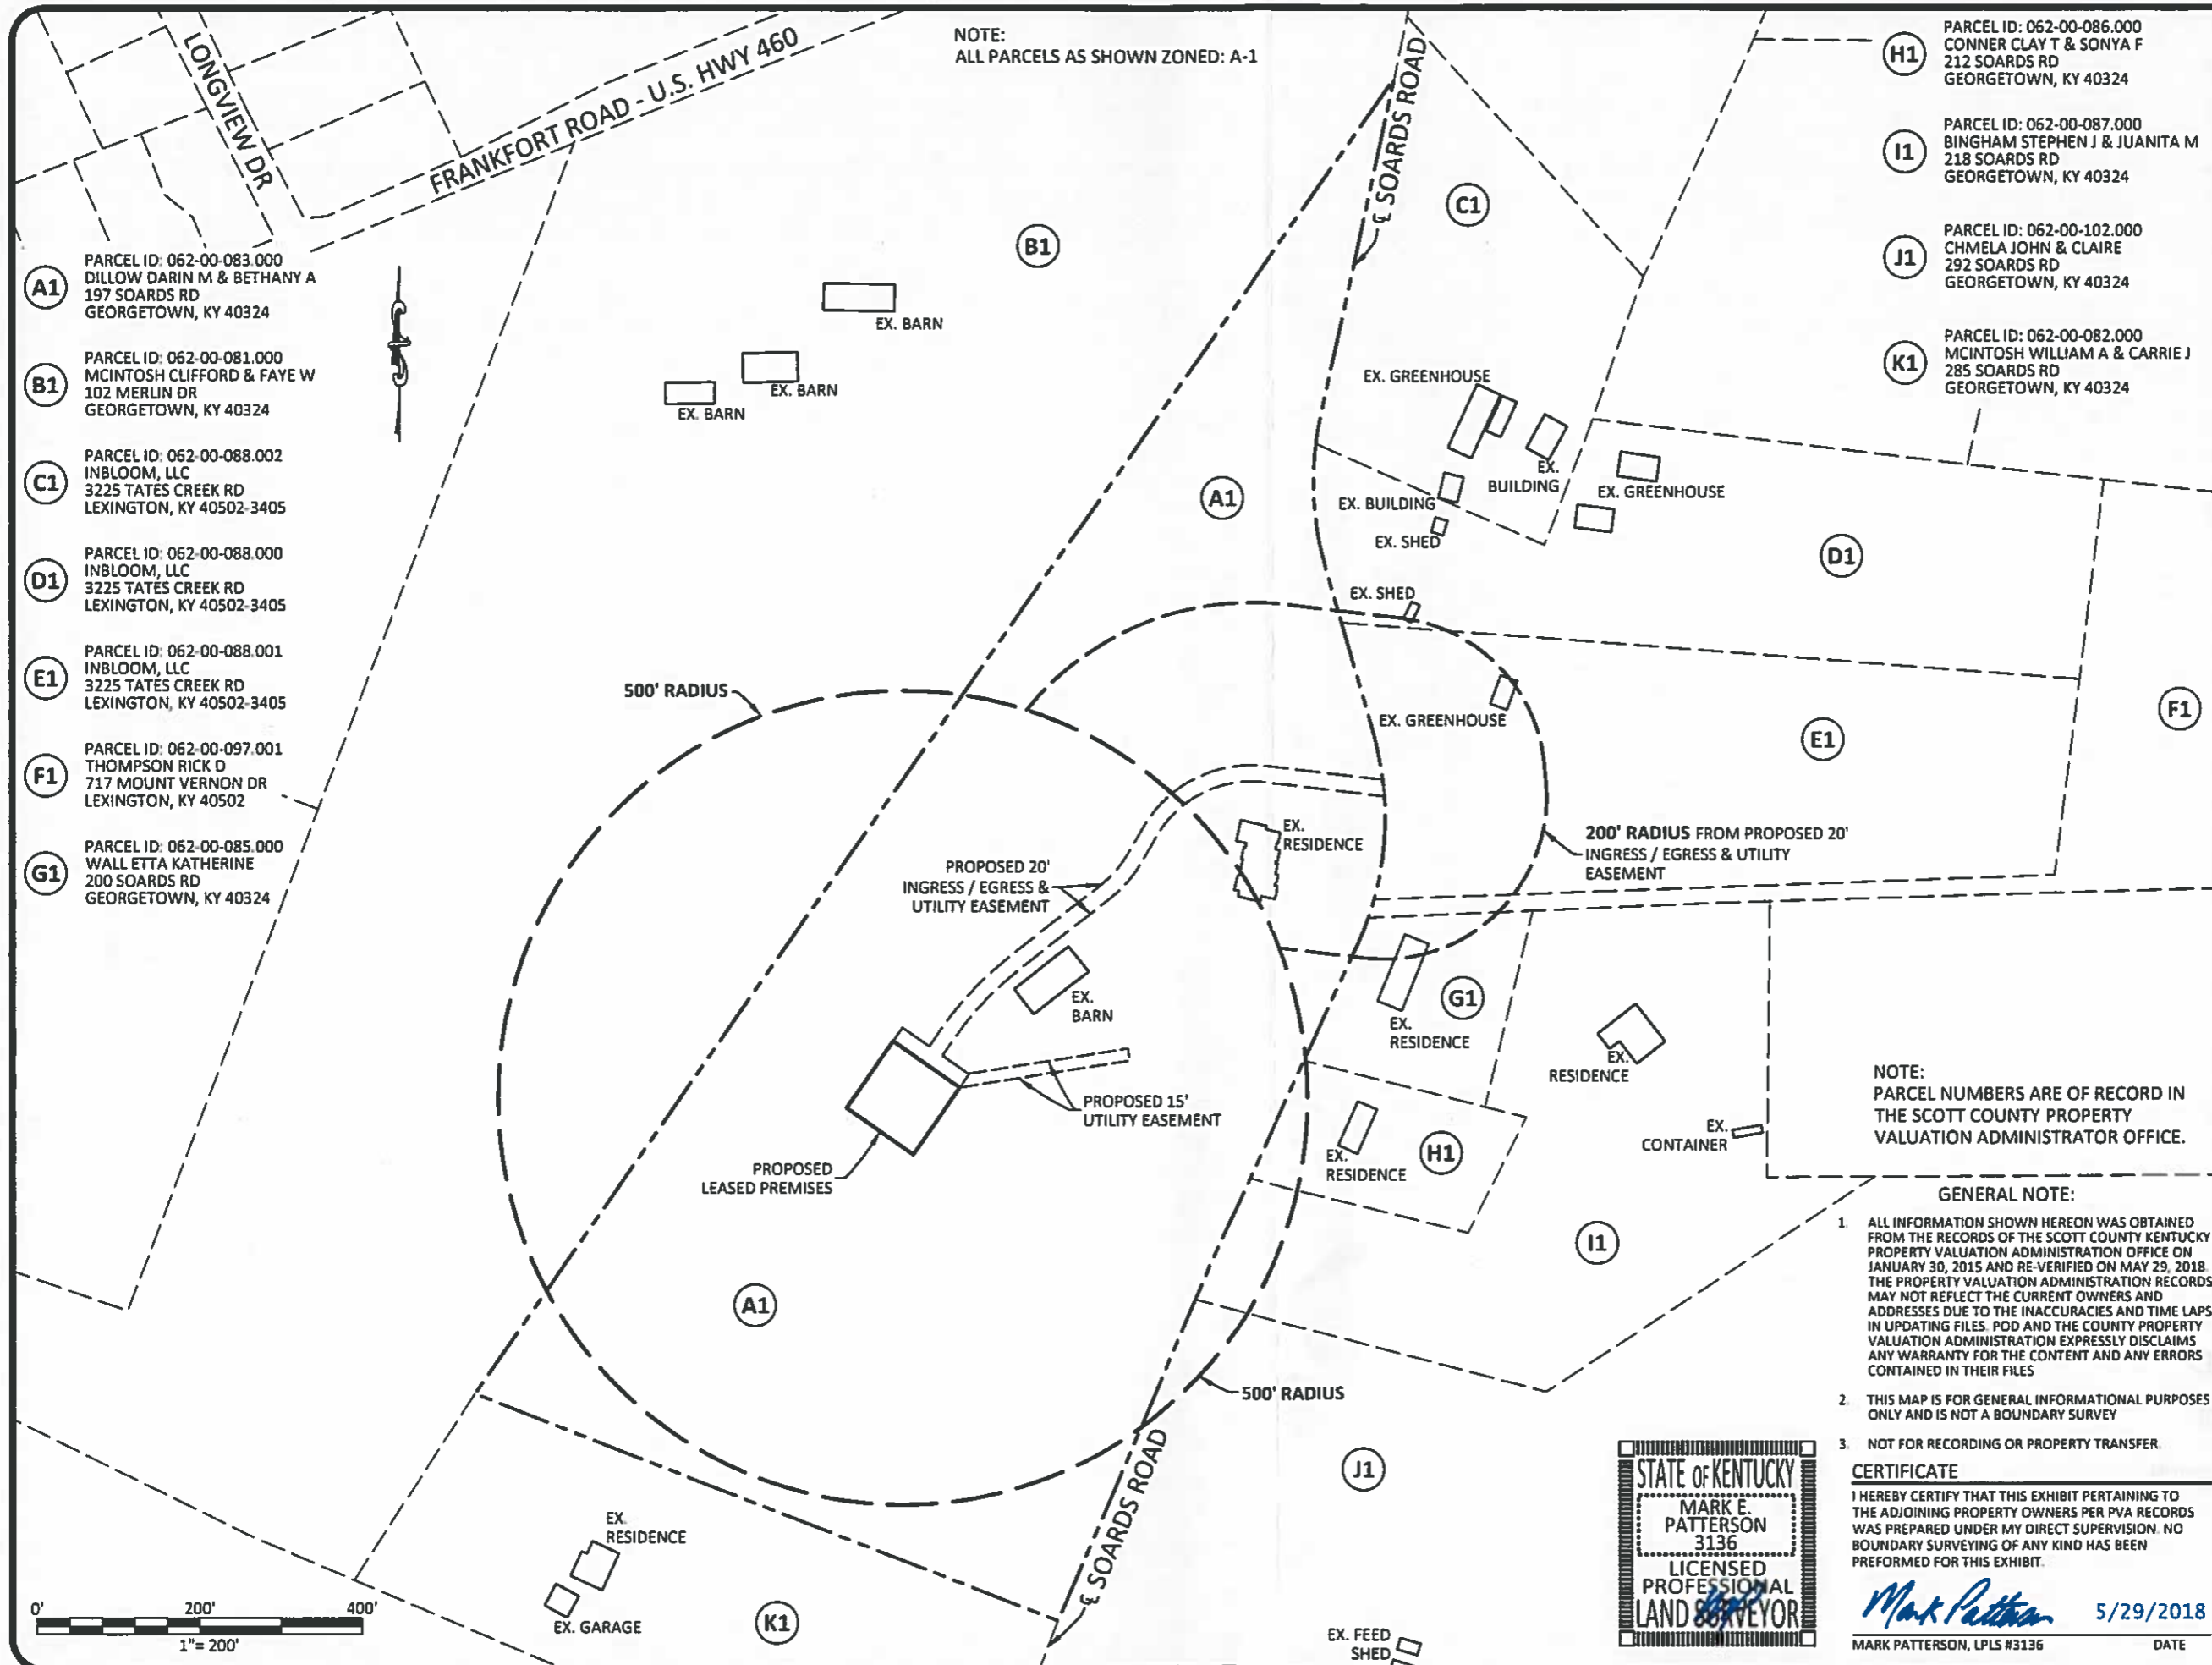 LONGVIEW DR
FRANKFORT ROAD - U.S. HWY 460
NOTE:
ALL PARCELS AS SHOWN ZONED: A-1
℄ SOARDS ROAD
H1
PARCEL ID: 062-00-086.000
CONNER CLAY T & SONYA F
212 SOARDS RD
GEORGETOWN, KY 40324
I1
PARCEL ID: 062-00-087.000
BINGHAM STEPHEN J & JUANITA M
218 SOARDS RD
GEORGETOWN, KY 40324
J1
PARCEL ID: 062-00-102.000
CHMELA JOHN & CLAIRE
292 SOARDS RD
GEORGETOWN, KY 40324
K1
PARCEL ID: 062-00-082.000
MCINTOSH WILLIAM A & CARRIE J
285 SOARDS RD
GEORGETOWN, KY 40324
A1
PARCEL ID: 062-00-083.000
DILLOW DARIN M & BETHANY A
197 SOARDS RD
GEORGETOWN, KY 40324
B1
PARCEL ID: 062-00-081.000
MCINTOSH CLIFFORD & FAYE W
102 MERLIN DR
GEORGETOWN, KY 40324
C1
PARCEL ID: 062-00-088.002
INBLOOM, LLC
3225 TATES CREEK RD
LEXINGTON, KY 40502-3405
D1
PARCEL ID: 062-00-088.000
INBLOOM, LLC
3225 TATES CREEK RD
LEXINGTON, KY 40502-3405
E1
PARCEL ID: 062-00-088.001
INBLOOM, LLC
3225 TATES CREEK RD
LEXINGTON, KY 40502-3405
F1
PARCEL ID: 062-00-097.001
THOMPSON RICK D
717 MOUNT VERNON DR
LEXINGTON, KY 40502
G1
PARCEL ID: 062-00-085.000
WALL ETTA KATHERINE
200 SOARDS RD
GEORGETOWN, KY 40324
B1
C1
EX. BARN
EX. BARN
EX. BARN
EX. GREENHOUSE
EX.
BUILDING
EX. BUILDING
EX. GREENHOUSE
EX. SHED
A1
D1
EX. SHED
500' RADIUS
EX. GREENHOUSE
E1
F1
EX.
RESIDENCE
200' RADIUS FROM PROPOSED 20'
INGRESS / EGRESS & UTILITY
EASEMENT
PROPOSED 20'
INGRESS / EGRESS &
UTILITY EASEMENT
EX.
BARN
G1
EX.
RESIDENCE
EX.
RESIDENCE
PROPOSED 15'
UTILITY EASEMENT
PROPOSED
LEASED PREMISES
EX.
RESIDENCE
H1
EX.
CONTAINER
I1
A1
500' RADIUS
J1
℄ SOARDS ROAD
EX.
RESIDENCE
EX. GARAGE
K1
EX. FEED
SHED
NOTE:
PARCEL NUMBERS ARE OF RECORD IN
THE SCOTT COUNTY PROPERTY
VALUATION ADMINISTRATOR OFFICE.
GENERAL NOTE:
1. ALL INFORMATION SHOWN HEREON WAS OBTAINED
FROM THE RECORDS OF THE SCOTT COUNTY KENTUCKY
PROPERTY VALUATION ADMINISTRATION OFFICE ON
JANUARY 30, 2015 AND RE-VERIFIED ON MAY 29, 2018.
THE PROPERTY VALUATION ADMINISTRATION RECORDS
MAY NOT REFLECT THE CURRENT OWNERS AND
ADDRESSES DUE TO THE INACCURACIES AND TIME LAPS
IN UPDATING FILES. POD AND THE COUNTY PROPERTY
VALUATION ADMINISTRATION EXPRESSLY DISCLAIMS
ANY WARRANTY FOR THE CONTENT AND ANY ERRORS
CONTAINED IN THEIR FILES
2. THIS MAP IS FOR GENERAL INFORMATIONAL PURPOSES
ONLY AND IS NOT A BOUNDARY SURVEY
3. NOT FOR RECORDING OR PROPERTY TRANSFER.
CERTIFICATE
I HEREBY CERTIFY THAT THIS EXHIBIT PERTAINING TO
THE ADJOINING PROPERTY OWNERS PER PVA RECORDS
WAS PREPARED UNDER MY DIRECT SUPERVISION. NO
BOUNDARY SURVEYING OF ANY KIND HAS BEEN
PREFORMED FOR THIS EXHIBIT.
Mark Patterson 5/29/2018
MARK PATTERSON, LPLS #3136 DATE
STATE OF KENTUCKY
MARK E.
PATTERSON
3136
LICENSED
PROFESSIONAL
LAND SURVEYOR
0' 200' 400'
1"= 200'